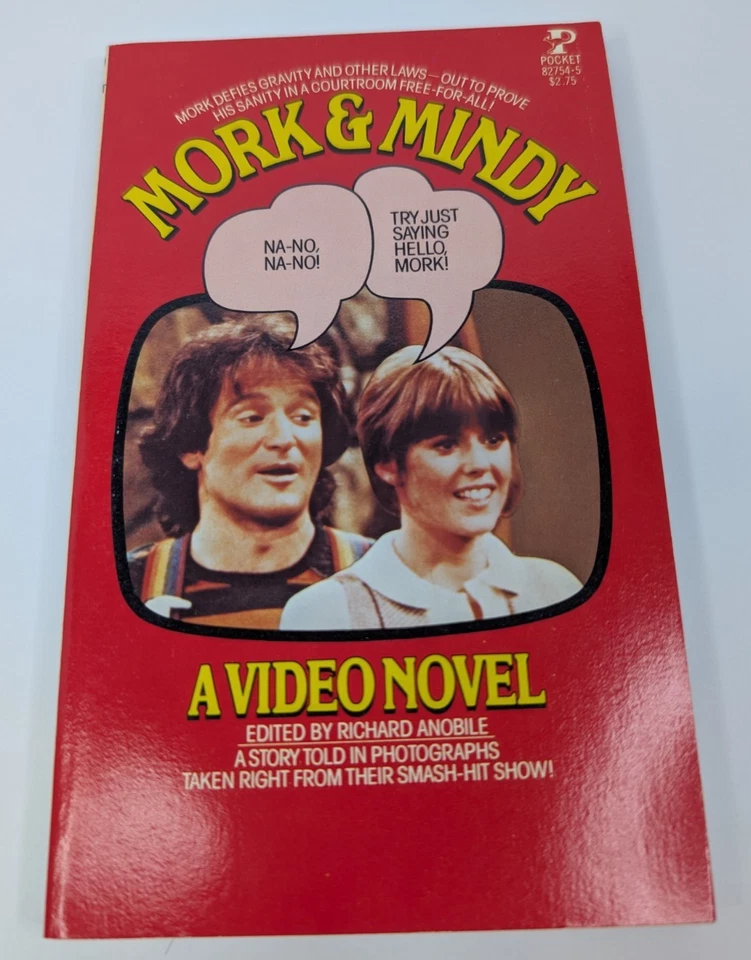 POCKET
82754-5
$2.75
MORK DEFIES GRAVITY AND OTHER LAWS—OUT TO PROVE
HIS SANITY IN A COURTROOM FREE-FOR-ALL!
MORK & MINDY
NA-NO,
NA-NO!
TRY JUST
SAYING
HELLO,
MORK!
A VIDEO NOVEL
EDITED BY RICHARD ANOBILE
A STORY TOLD IN PHOTOGRAPHS
TAKEN RIGHT FROM THEIR SMASH-HIT SHOW!